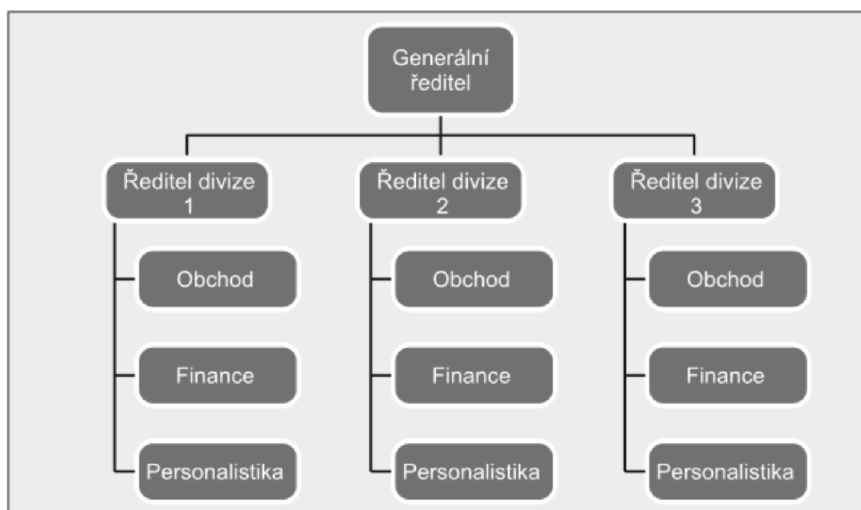 Generální
ředitel
Ředitel divize
1
Ředitel divize
2
Ředitel divize
3
Obchod
Obchod
Obchod
Finance
Finance
Finance
Personalistika
Personalistika
Personalistika